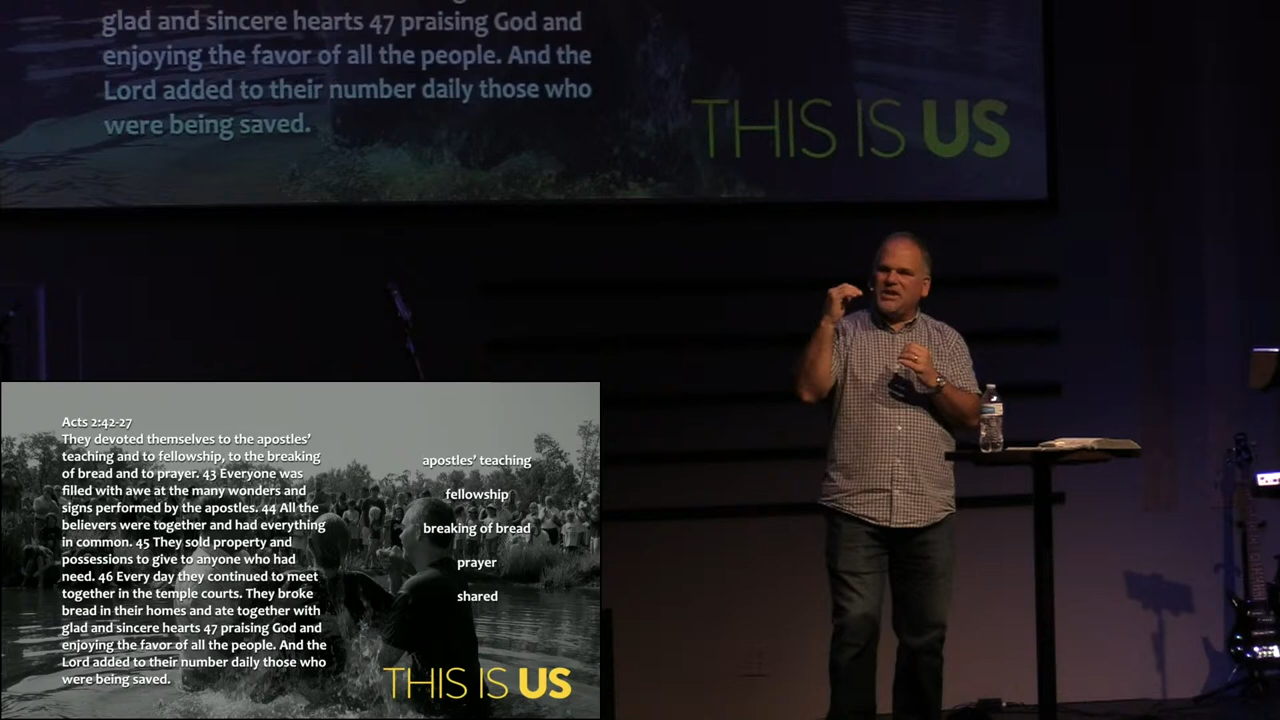 glad and sincere hearts 47 praising God and
enjoying the favor of all the people. And the
Lord added to their number daily those who
were being saved.
THIS IS US
Acts 2:42-27
They devoted themselves to the apostles’
teaching and to fellowship, to the breaking
of bread and to prayer. 43 Everyone was
filled with awe at the many wonders and
signs performed by the apostles. 44 All the
believers were together and had everything
in common. 45 They sold property and
possessions to give to anyone who had
need. 46 Every day they continued to meet
together in the temple courts. They broke
bread in their homes and ate together with
glad and sincere hearts 47 praising God and
enjoying the favor of all the people. And the
Lord added to their number daily those who
were being saved.
apostles’ teaching
fellowship
breaking of bread
prayer
shared
THIS IS US